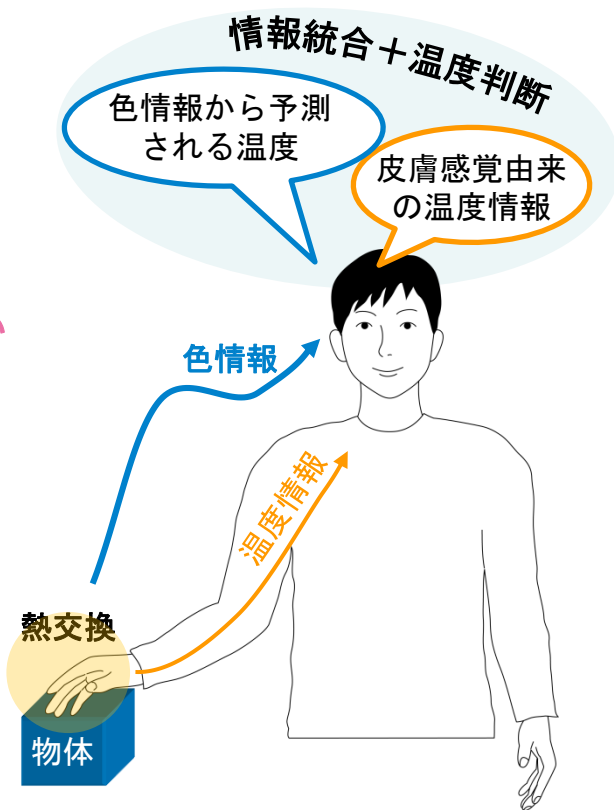 情報統合＋温度判断
色情報から予測
される温度
皮膚感覚由来
の温度情報
色情報
温度情報
熱交換
物体